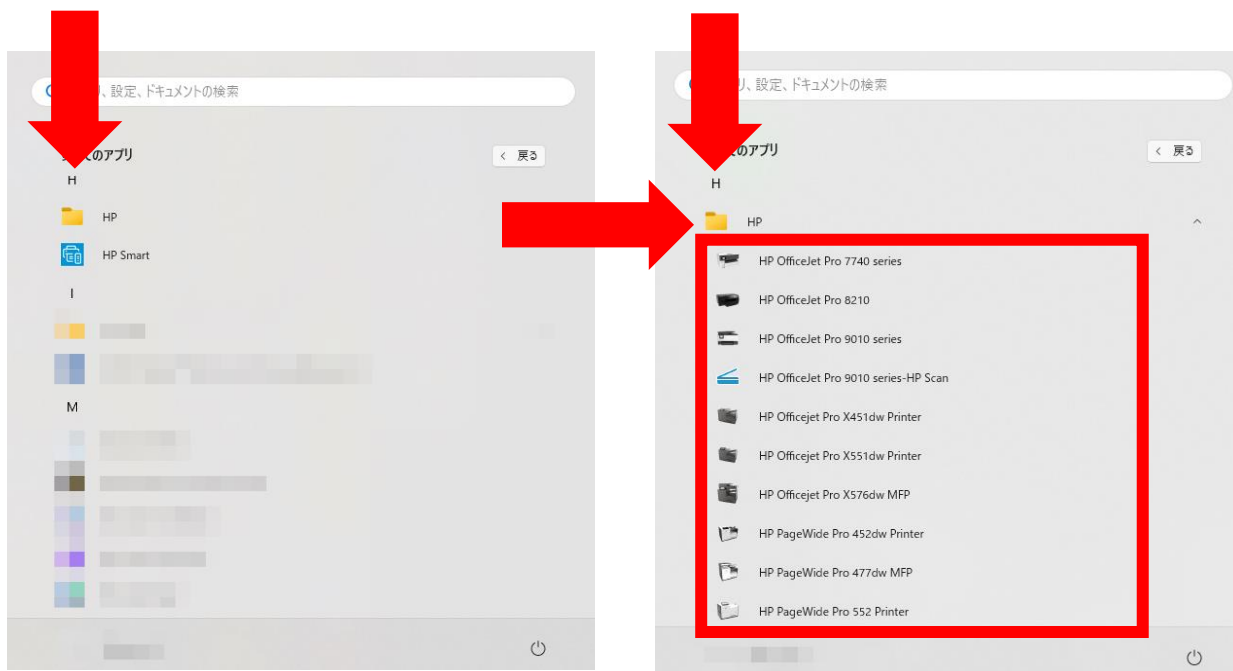 、設定、ドキュメントの検索
のアプリ
戻る
H
HP
HP Smart
I
M
リ、設定、ドキュメントの検索
のアプリ
戻る
H
HP
HP OfficeJet Pro 7740 series
HP OfficeJet Pro 8210
HP OfficeJet Pro 9010 series
HP OfficeJet Pro 9010 series-HP Scan
HP Officejet Pro X451dw Printer
HP Officejet Pro X551dw Printer
HP Officejet Pro X576dw MFP
HP PageWide Pro 452dw Printer
HP PageWide Pro 477dw MFP
HP PageWide Pro 552 Printer